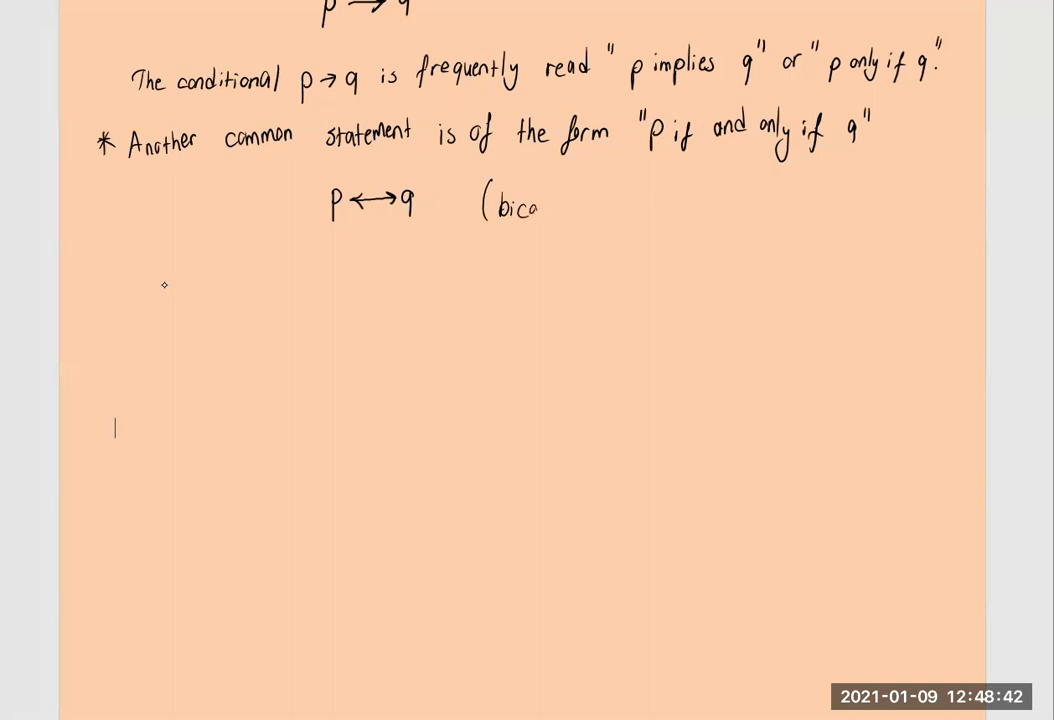 p → q
The conditional p → q is frequently read "p implies q" or "p only if q."
* Another common statement is of the form "p if and only if q"
p ↔ q (bico
2021-01-09 12:48:42